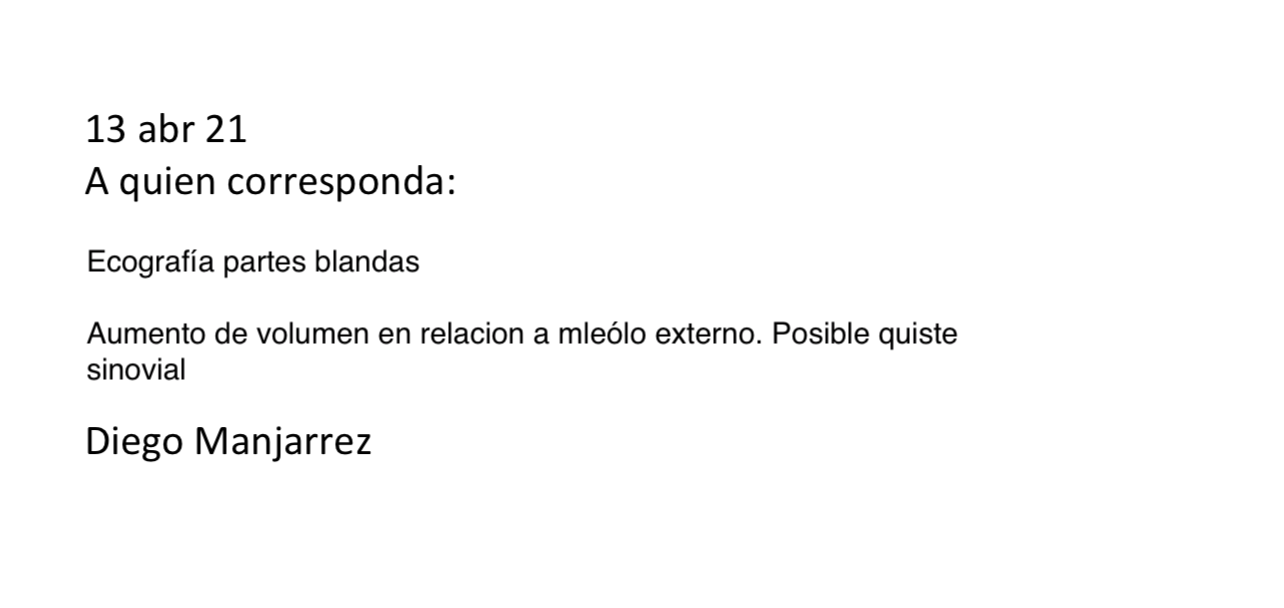 13 abr 21
A quien corresponda:
Ecografía partes blandas
Aumento de volumen en relacion a mleólo externo. Posible quiste
sinovial
Diego Manjarrez